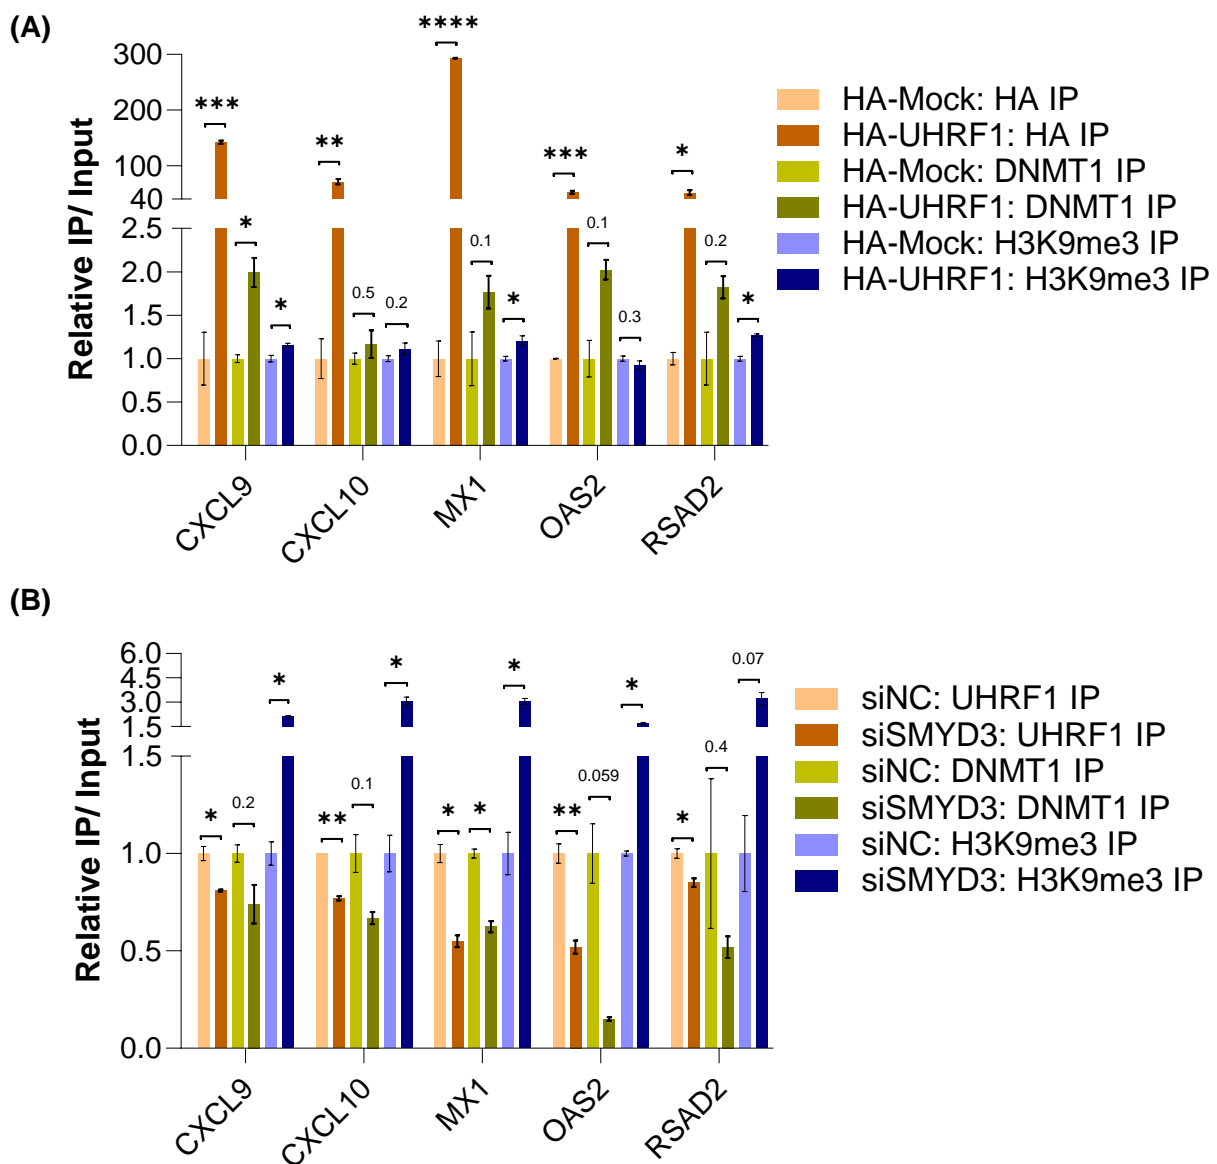 (A)
Relative IP/ Input
300
200
100
40
2.5
2.0
1.5
1.0
0.5
0.0
*** * *
** 0.5 0.2
**** 0.1 *
*** 0.1 0.3
* 0.2 *
CXCL9
CXCL10
MX1
OAS2
RSAD2
HA-Mock: HA IP
HA-UHRF1: HA IP
HA-Mock: DNMT1 IP
HA-UHRF1: DNMT1 IP
HA-Mock: H3K9me3 IP
HA-UHRF1: H3K9me3 IP
(B)
Relative IP/ Input
6.0
4.5
3.0
1.5
1.5
1.0
0.5
0.0
* 0.2 *
** 0.1 *
* * *
** 0.059 *
* 0.4 0.07
CXCL9
CXCL10
MX1
OAS2
RSAD2
siNC: UHRF1 IP
siSMYD3: UHRF1 IP
siNC: DNMT1 IP
siSMYD3: DNMT1 IP
siNC: H3K9me3 IP
siSMYD3: H3K9me3 IP